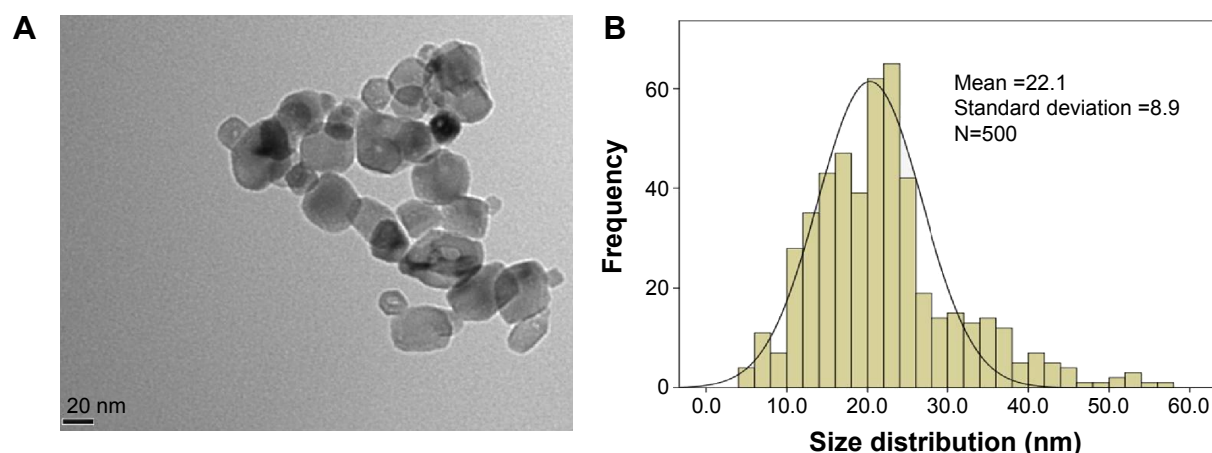 A
20 nm
B
Mean =22.1
Standard deviation =8.9
N=500
Frequency
60
40
20
0
0.0 10.0 20.0 30.0 40.0 50.0 60.0
Size distribution (nm)